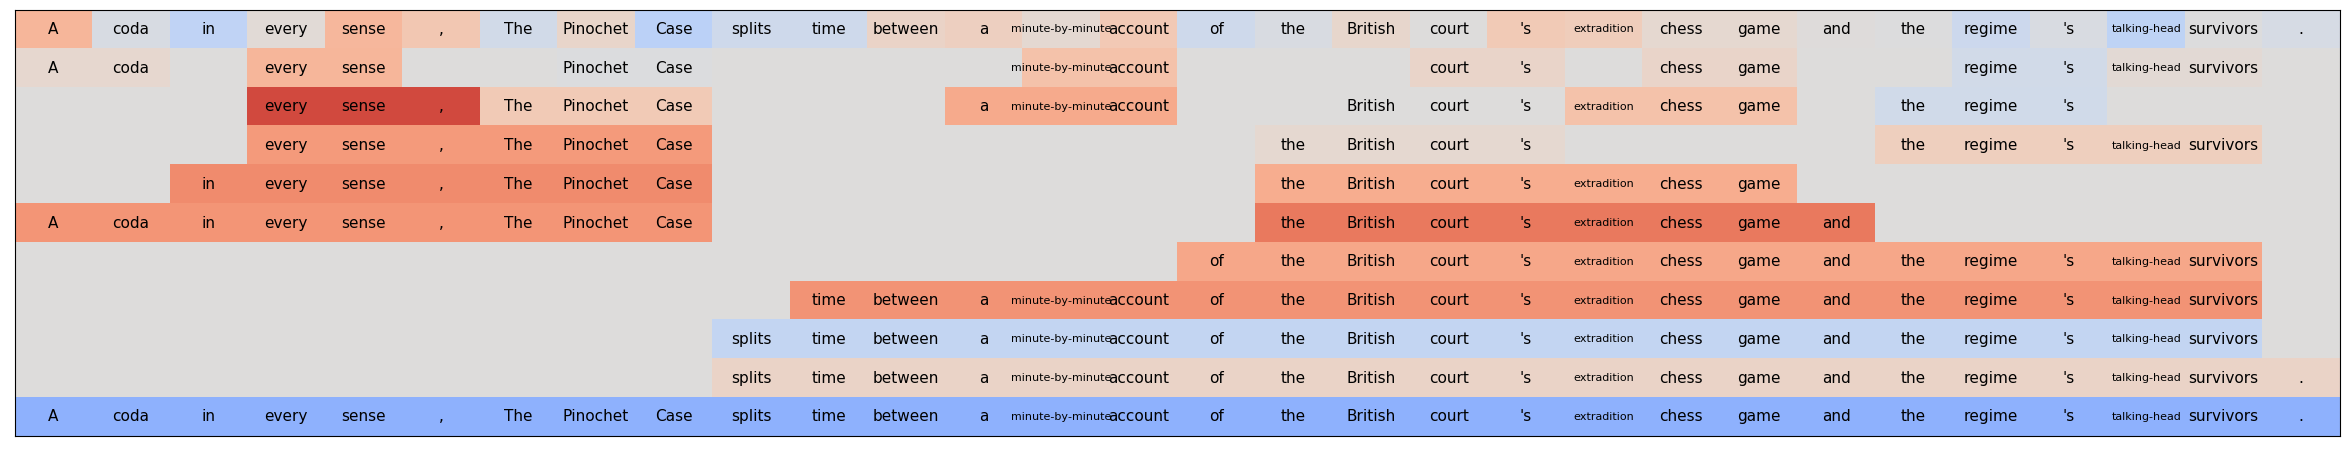 A coda in every sense , The Pinochet Case splits time between a minute-by-minute account of the British court 's extradition chess game and the regime 's talking-head survivors .
A coda every sense Pinochet Case minute-by-minute account court 's chess game regime 's talking-head survivors
every sense , The Pinochet Case a minute-by-minute account British court 's extradition chess game the regime 's
every sense , The Pinochet Case the British court 's the regime 's talking-head survivors
in every sense , The Pinochet Case the British court 's extradition chess game
A coda in every sense , The Pinochet Case the British court 's extradition chess game and
of the British court 's extradition chess game and the regime 's talking-head survivors
time between a minute-by-minute account of the British court 's extradition chess game and the regime 's talking-head survivors
splits time between a minute-by-minute account of the British court 's extradition chess game and the regime 's talking-head survivors
splits time between a minute-by-minute account of the British court 's extradition chess game and the regime 's talking-head survivors .
A coda in every sense , The Pinochet Case splits time between a minute-by-minute account of the British court 's extradition chess game and the regime 's talking-head survivors .